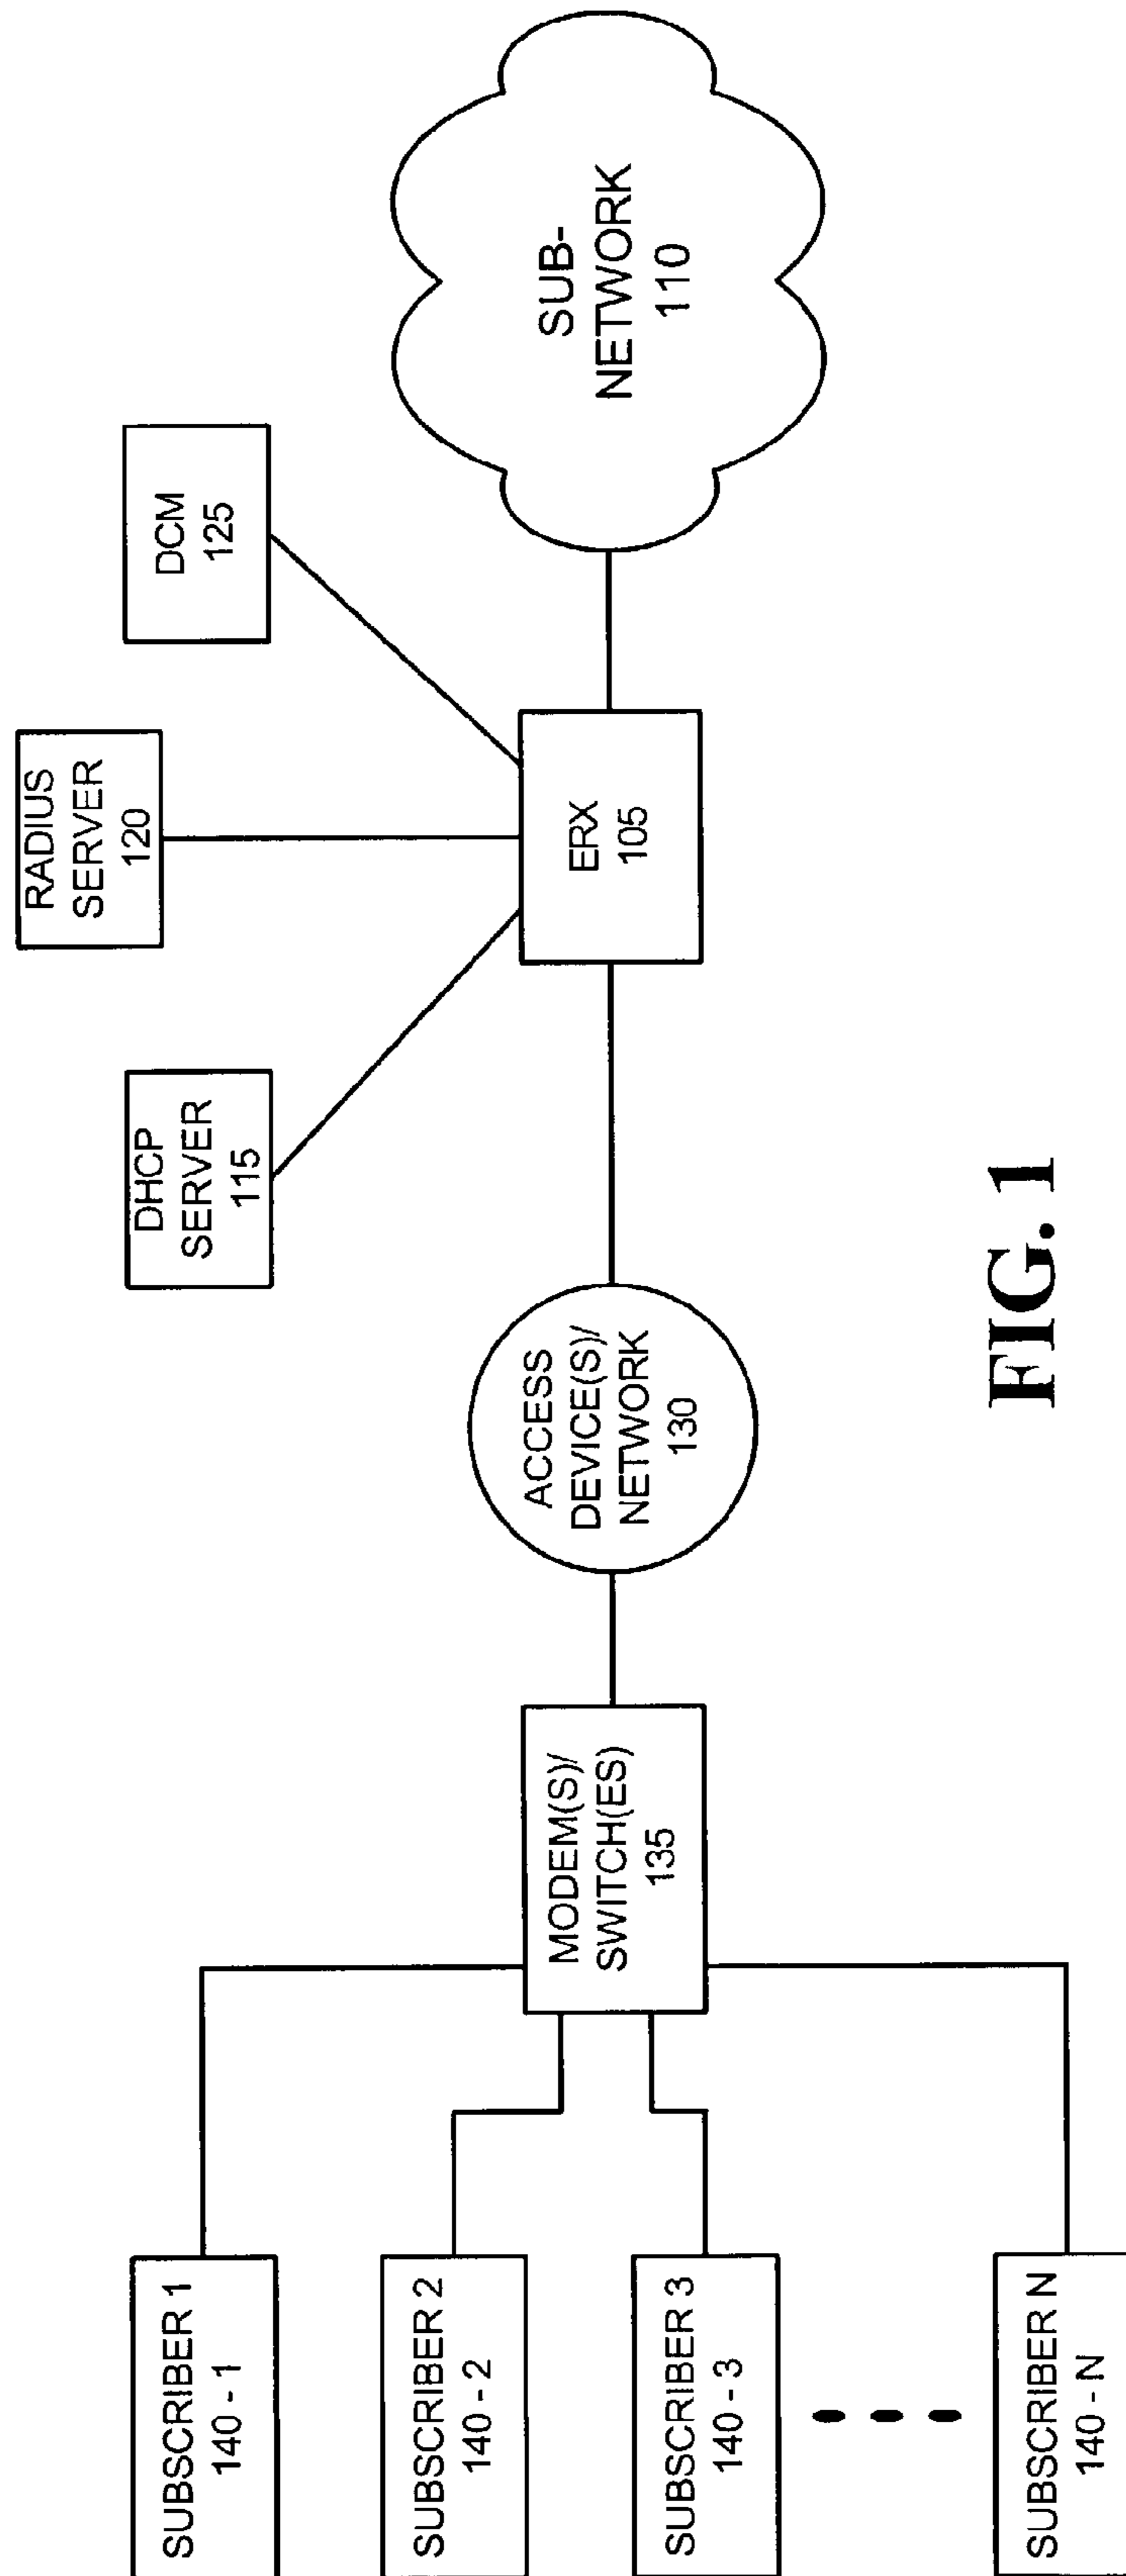 SUBSCRIBER 1
140 - 1
SUBSCRIBER 2
140 - 2
SUBSCRIBER 3
140 - 3
SUBSCRIBER N
140 - N
MODEM(S)/
SWITCH(ES)
135
ACCESS
DEVICE(S)/
NETWORK
130
DHCP
SERVER
115
RADIUS
SERVER
120
DCM
125
ERX
105
SUB-
NETWORK
110
FIG. 1